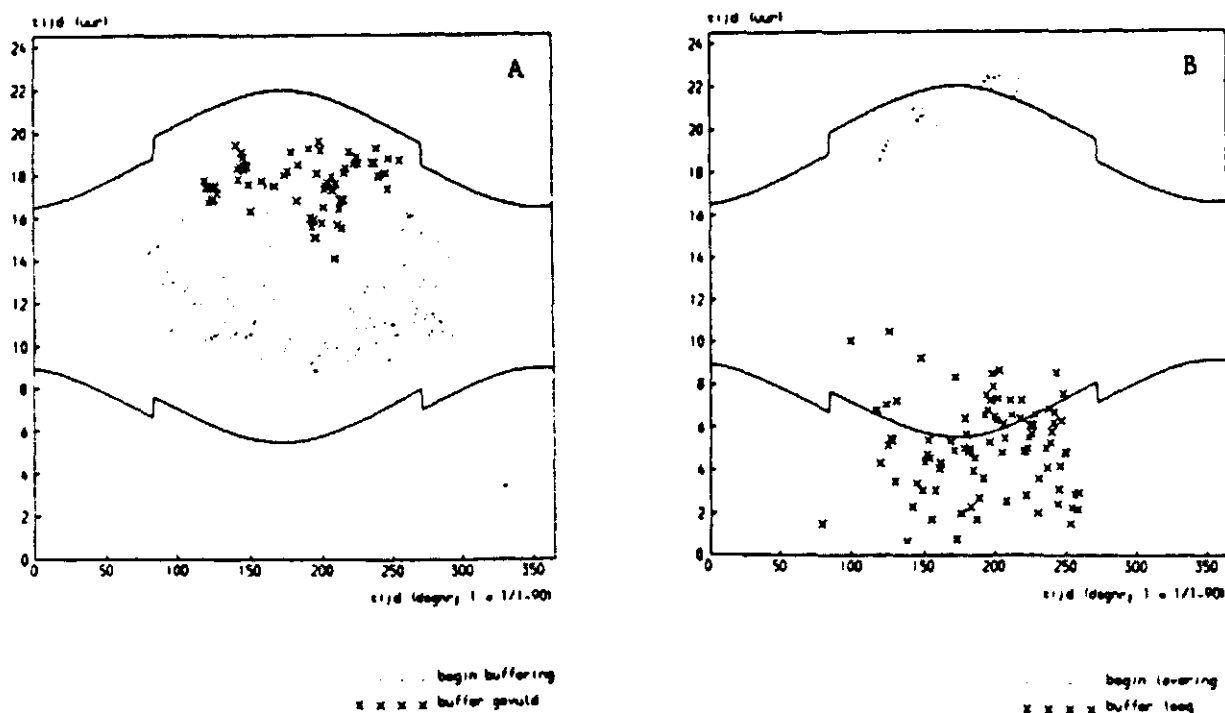 tijd (uur)
24
22
20
18
16
14
12
10
8
6
4
2
0
A
0 50 100 150 200 250 300 350
tijd (dagnr, 1 = 1/1-90)
. . . . begin buffering
x x x x buffer gevuld
tijd (uur)
24
22
20
18
16
14
12
10
8
6
4
2
0
B
0 50 100 150 200 250 300 350
tijd (dagnr, 1 = 1/1-90)
. . . . begin levering
x x x x buffer leeg